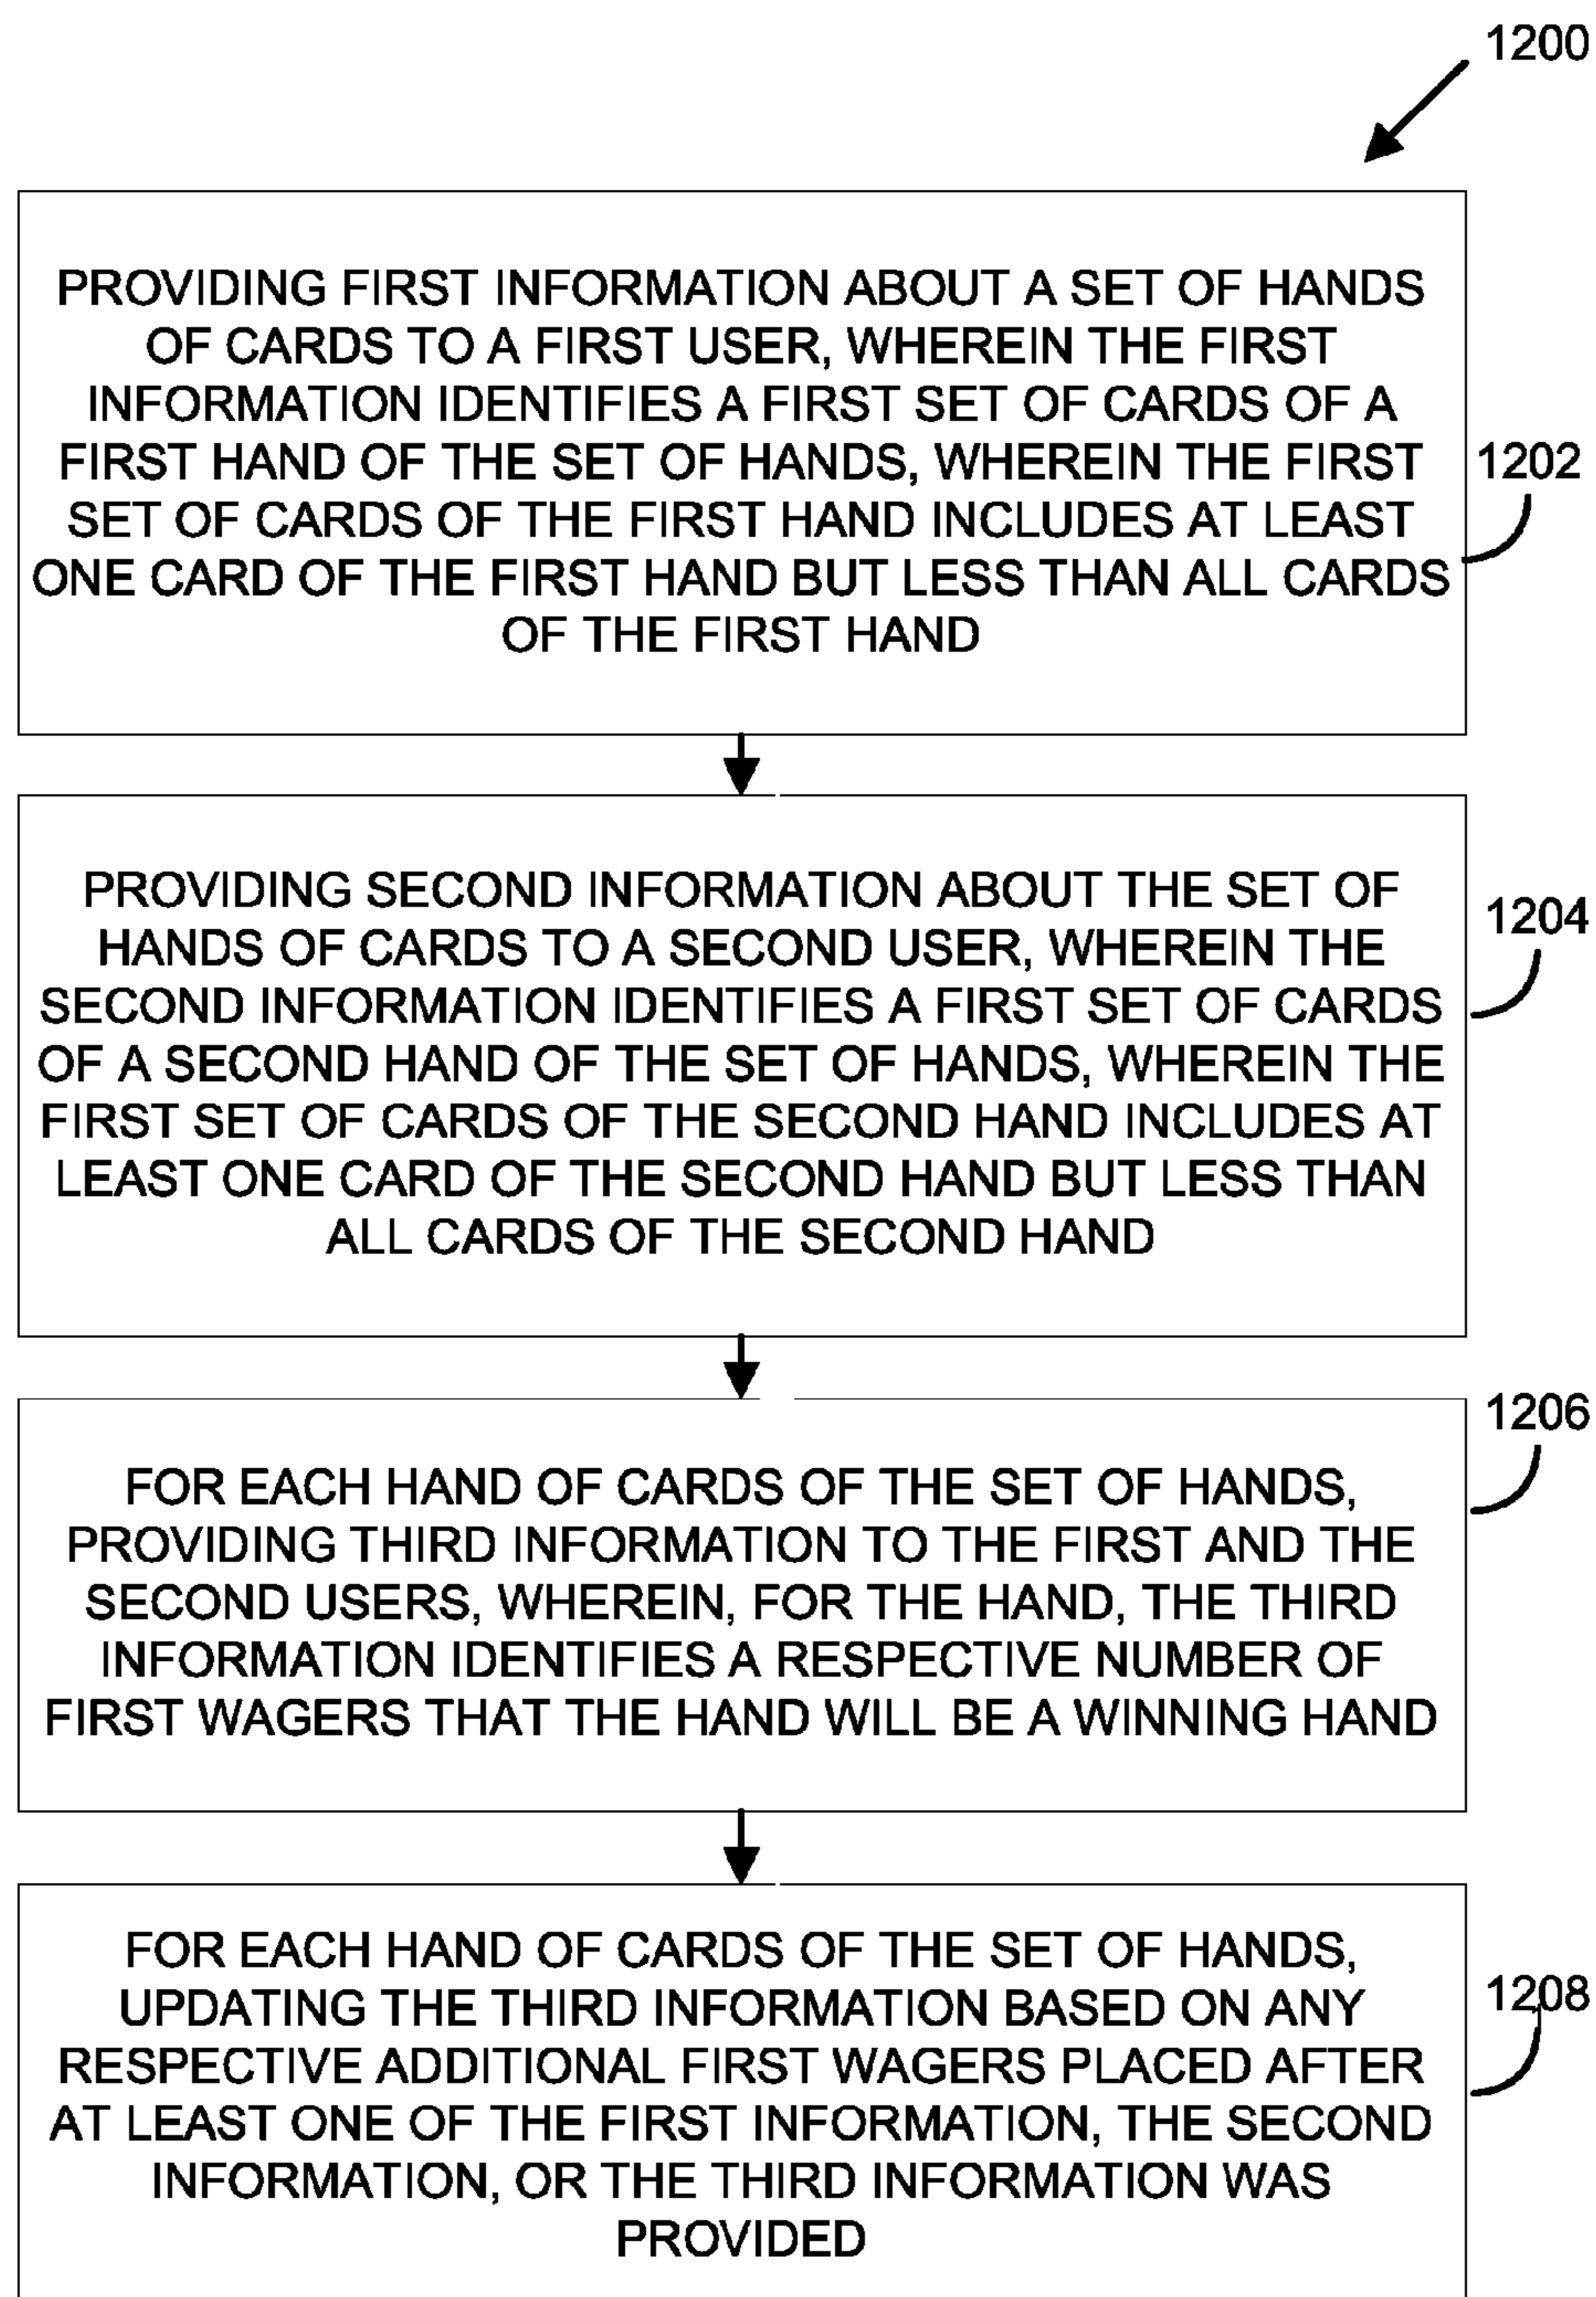 1200
PROVIDING FIRST INFORMATION ABOUT A SET OF HANDS
OF CARDS TO A FIRST USER, WHEREIN THE FIRST
INFORMATION IDENTIFIES A FIRST SET OF CARDS OF A
FIRST HAND OF THE SET OF HANDS, WHEREIN THE FIRST
SET OF CARDS OF THE FIRST HAND INCLUDES AT LEAST
ONE CARD OF THE FIRST HAND BUT LESS THAN ALL CARDS
OF THE FIRST HAND
1202
PROVIDING SECOND INFORMATION ABOUT THE SET OF
HANDS OF CARDS TO A SECOND USER, WHEREIN THE
SECOND INFORMATION IDENTIFIES A FIRST SET OF CARDS
OF A SECOND HAND OF THE SET OF HANDS, WHEREIN THE
FIRST SET OF CARDS OF THE SECOND HAND INCLUDES AT
LEAST ONE CARD OF THE SECOND HAND BUT LESS THAN
ALL CARDS OF THE SECOND HAND
1204
FOR EACH HAND OF CARDS OF THE SET OF HANDS,
PROVIDING THIRD INFORMATION TO THE FIRST AND THE
SECOND USERS, WHEREIN, FOR THE HAND, THE THIRD
INFORMATION IDENTIFIES A RESPECTIVE NUMBER OF
FIRST WAGERS THAT THE HAND WILL BE A WINNING HAND
1206
FOR EACH HAND OF CARDS OF THE SET OF HANDS,
UPDATING THE THIRD INFORMATION BASED ON ANY
RESPECTIVE ADDITIONAL FIRST WAGERS PLACED AFTER
AT LEAST ONE OF THE FIRST INFORMATION, THE SECOND
INFORMATION, OR THE THIRD INFORMATION WAS
PROVIDED
1208